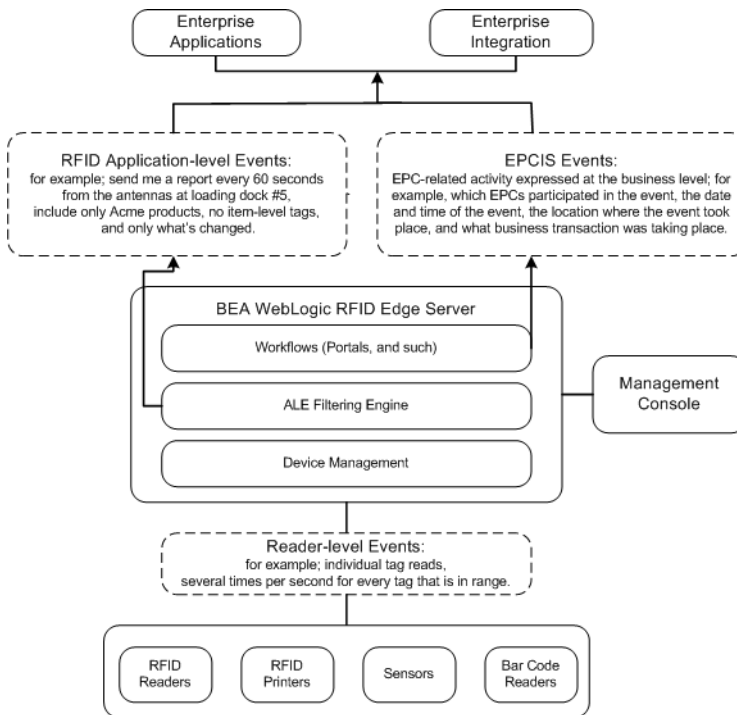 Enterprise
Applications
Enterprise
Integration
RFID Application-level Events:
for example; send me a report every 60 seconds
from the antennas at loading dock #5,
include only Acme products, no item-level tags,
and only what's changed.
EPCIS Events:
EPC-related activity expressed at the business level; for
example, which EPCs participated in the event, the date
and time of the event, the location where the event took
place, and what business transaction was taking place.
BEA WebLogic RFID Edge Server
Workflows (Portals, and such)
ALE Filtering Engine
Device Management
Management
Console
Reader-level Events:
for example; individual tag reads,
several times per second for every tag that is in range.
RFID
Readers
RFID
Printers
Sensors
Bar Code
Readers